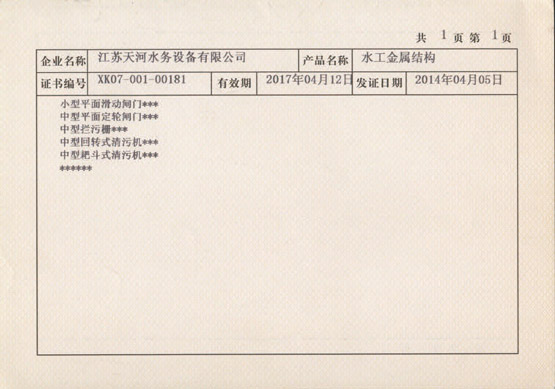 共 1 页 第 1 页
企业名称 江苏天河水务设备有限公司 产品名称 水工金属结构
证书编号 XK07-001-00181 有效期 2017年04月12日 发证日期 2014年04月05日
小型平面滑动闸门***
中型平面定轮闸门***
中型拦污栅***
中型回转式清污机***
中型耙斗式清污机***
******